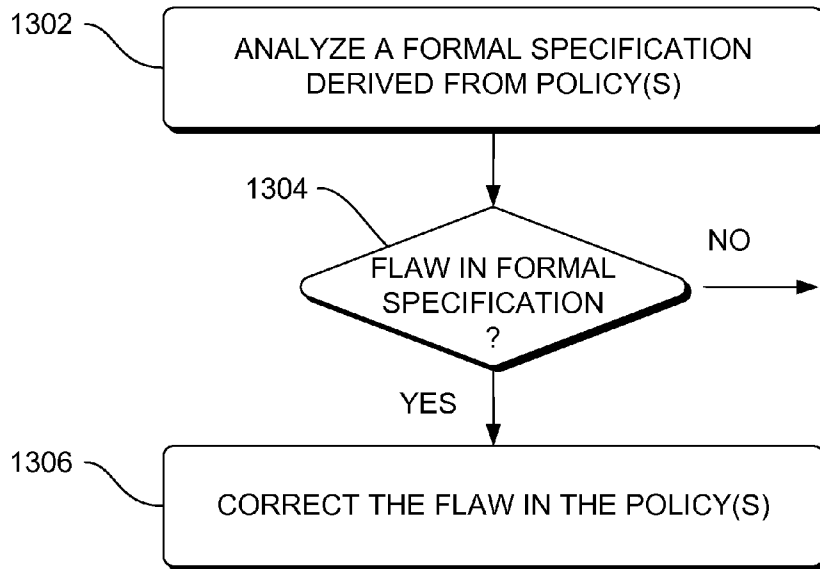 1302
ANALYZE A FORMAL SPECIFICATION
DERIVED FROM POLICY(S)
1304
FLAW IN FORMAL
SPECIFICATION
?
NO
YES
1306
CORRECT THE FLAW IN THE POLICY(S)